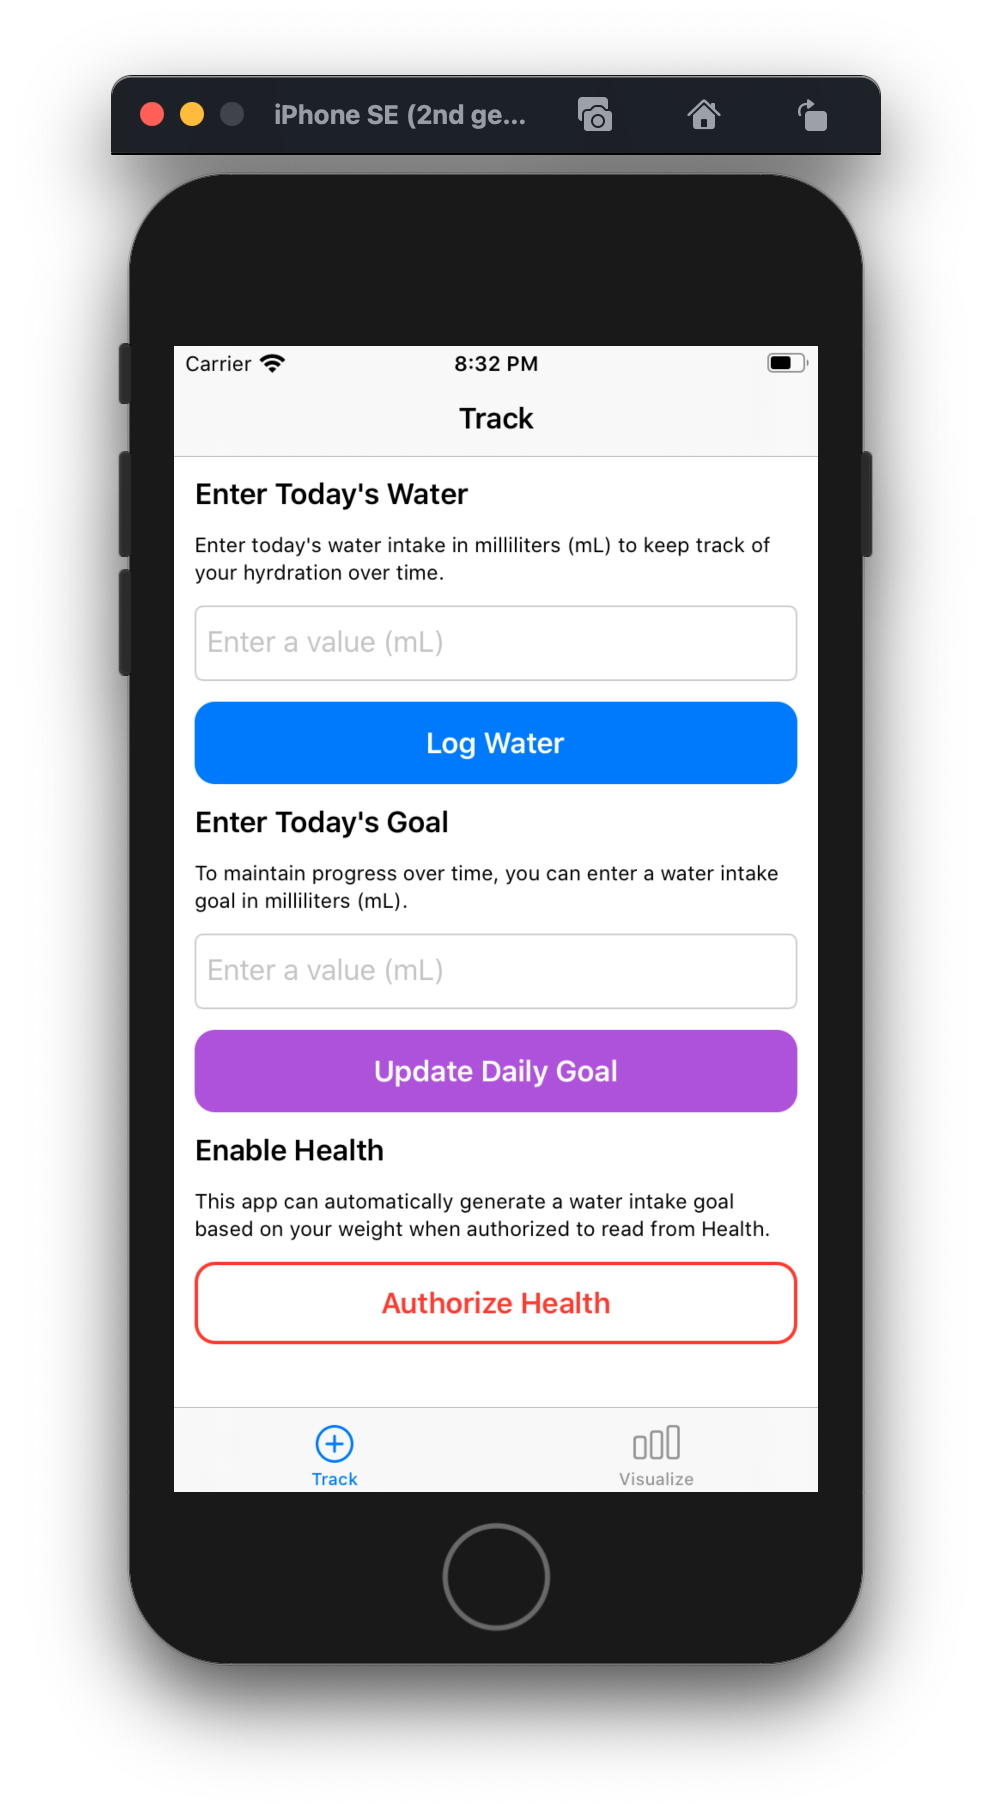 iPhone SE (2nd ge...
Carrier
8:32 PM
Track
Enter Today's Water
Enter today's water intake in milliliters (mL) to keep track of
your hyrdration over time.
Enter a value (mL)
Log Water
Enter Today's Goal
To maintain progress over time, you can enter a water intake
goal in milliliters (mL).
Enter a value (mL)
Update Daily Goal
Enable Health
This app can automatically generate a water intake goal
based on your weight when authorized to read from Health.
Authorize Health
Track
Visualize